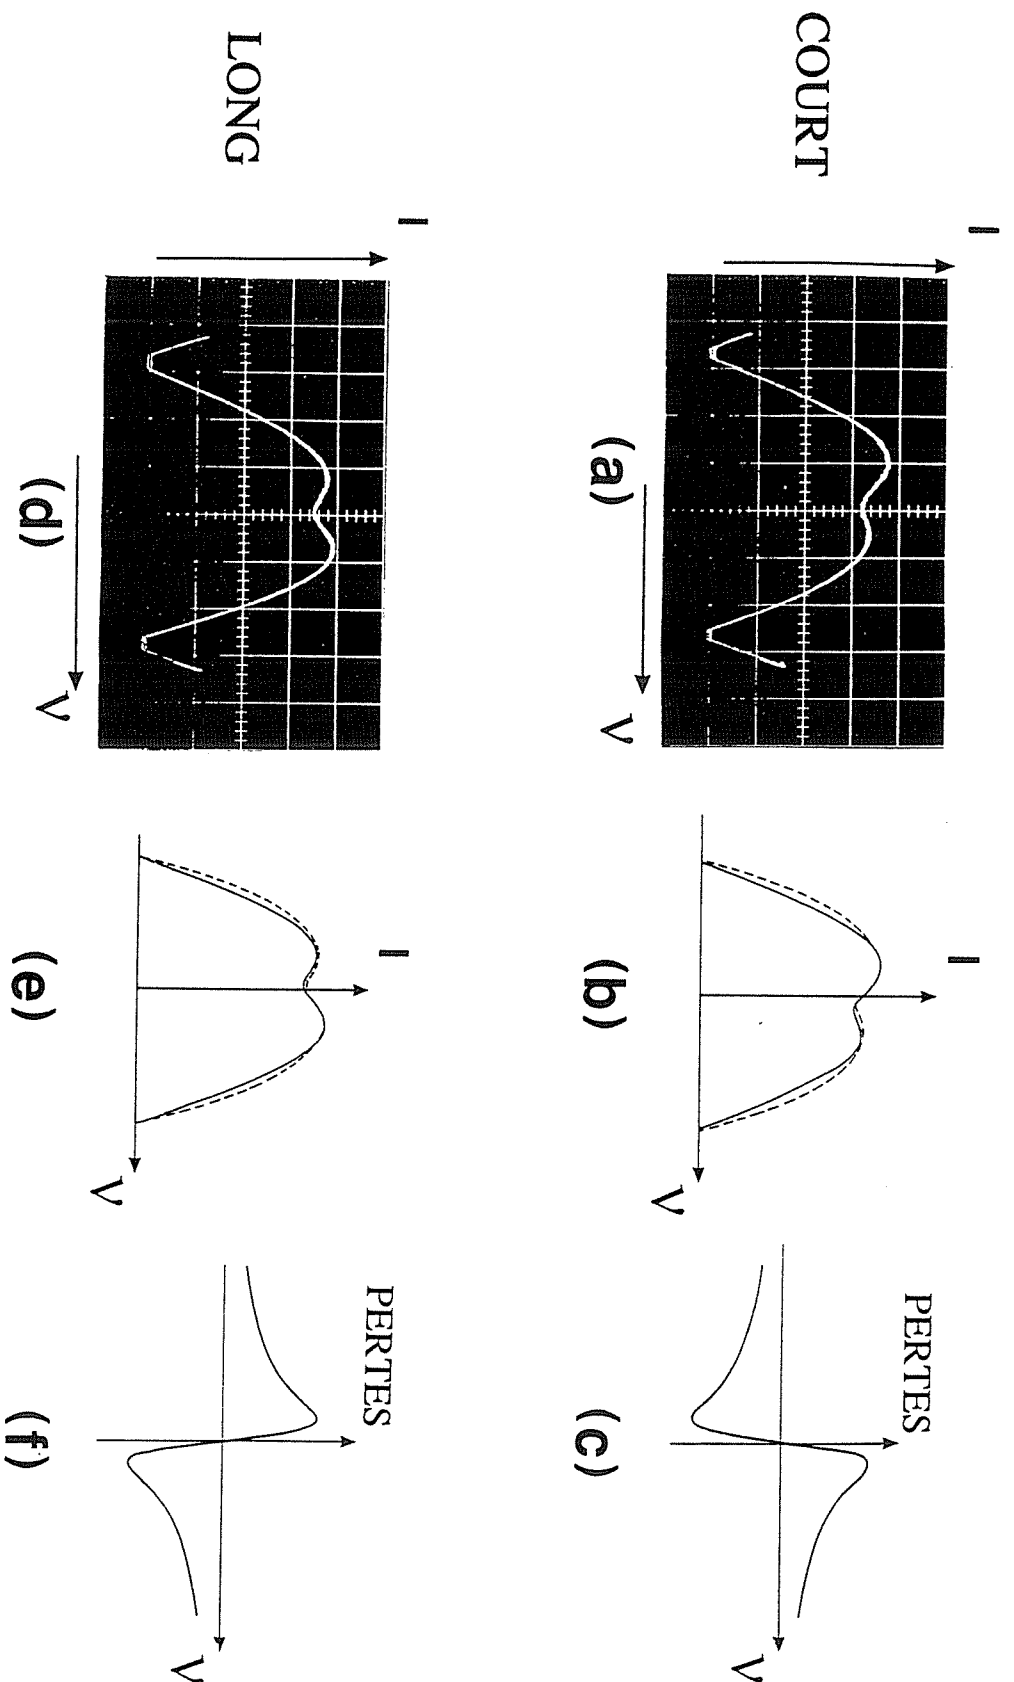 COURT
I
ν
(a)
I
ν
(b)
PERTES
ν
(c)
LONG
I
ν
(d)
I
ν
(e)
PERTES
ν
(f)